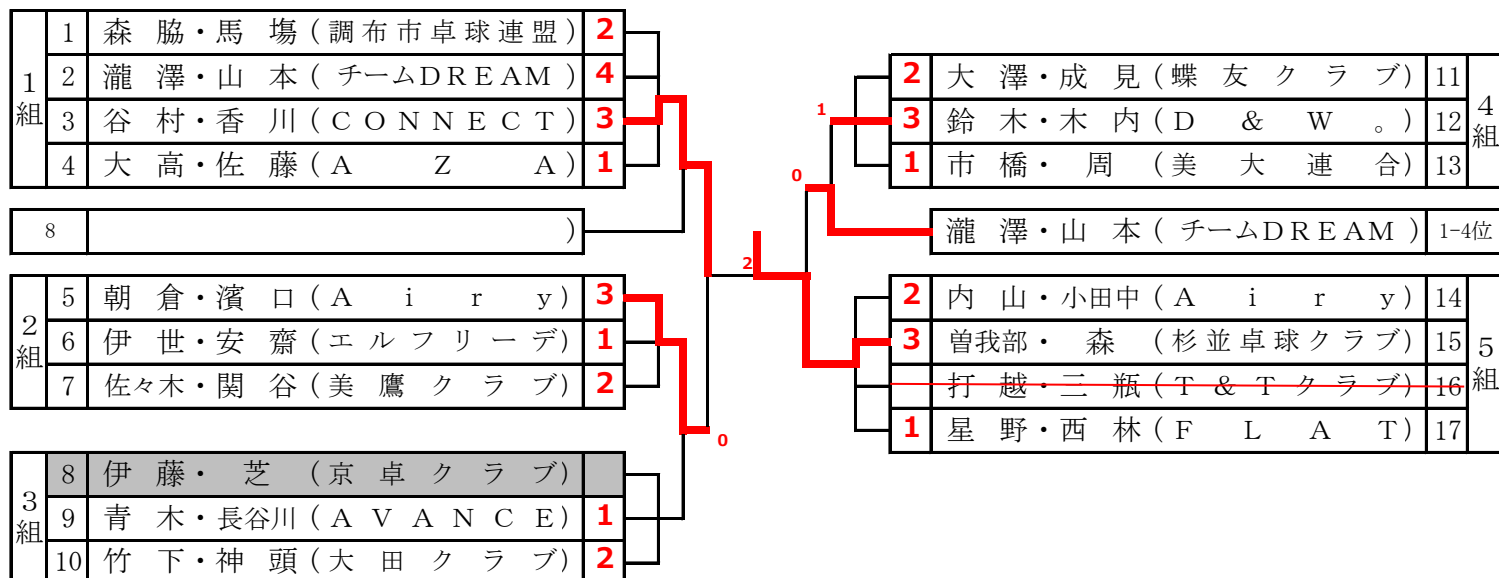 1組
1 森 脇・馬 場(調布市卓球連盟) 2
2 瀧 澤・山 本( チームDREAM) 4
3 谷 村・香 川(CONNECT) 3
4 大 高・佐 藤(A Z A) 1
8 )
2組
5 朝 倉・濱 口(A i r y) 3
6 伊 世・安 齋(エルフリーデ) 1
7 佐々木・関 谷(美 鷹 ク ラ ブ) 2
3組
8 伊 藤・ 芝 (京 卓 ク ラ ブ)
9 青 木・長谷川(AVANCE) 1
10 竹 下・神 頭(大 田 ク ラ ブ) 2
0
2
0
1
2 大 澤・成 見(蝶 友 ク ラ ブ) 11
3 鈴 木・木 内(D & W 。) 12
1 市 橋・ 周 (美 大 連 合) 13
4組
瀧 澤・山 本( チームDREAM) 1-4位
2 内 山・小田中(A i r y) 14
3 曽我部・ 森 (杉並卓球クラブ) 15
打 越・三 瓶(T&Tクラブ) 16
1 星 野・西 林(F L A T) 17
5組